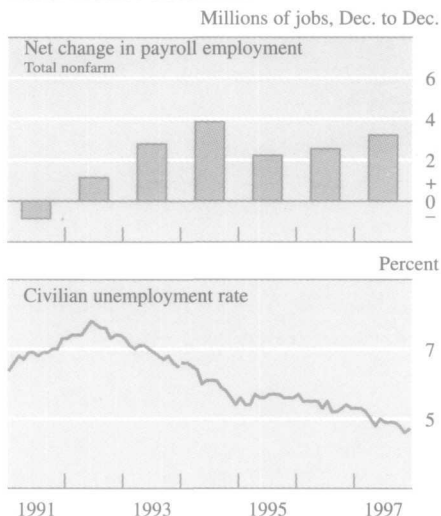 Millions of jobs, Dec. to Dec.
Net change in payroll employment
Total nonfarm
6
4
2
+
0
–
Percent
Civilian unemployment rate
7
5
1991 1993 1995 1997